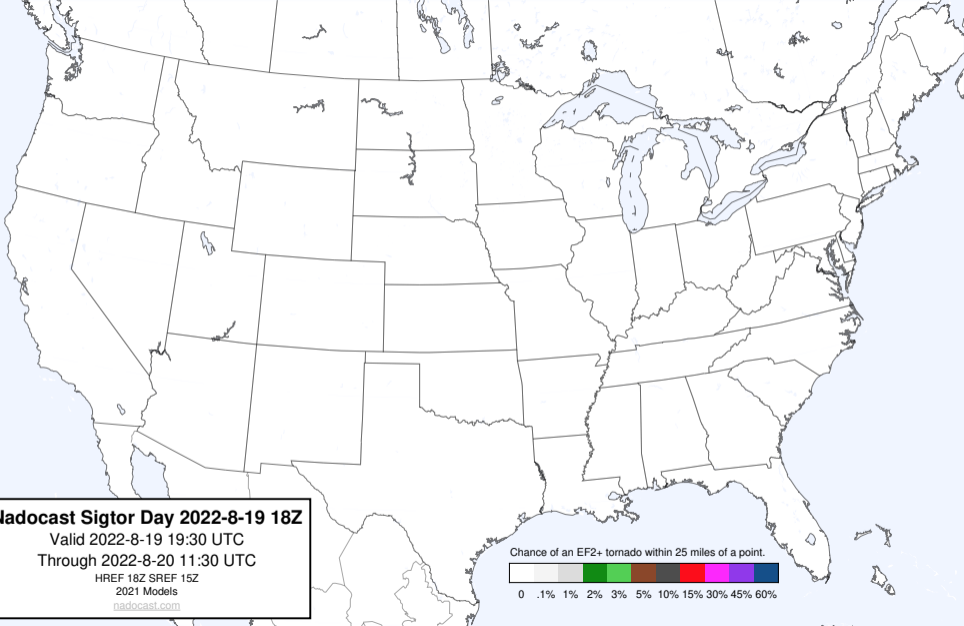 Nadocast Sigtor Day 2022-8-19 18Z
Valid 2022-8-19 19:30 UTC
Through 2022-8-20 11:30 UTC
HREF 18Z SREF 15Z
2021 Models
nadocast.com
Chance of an EF2+ tornado within 25 miles of a point.
0 .1% 1% 2% 3% 5% 10% 15% 30% 45% 60%